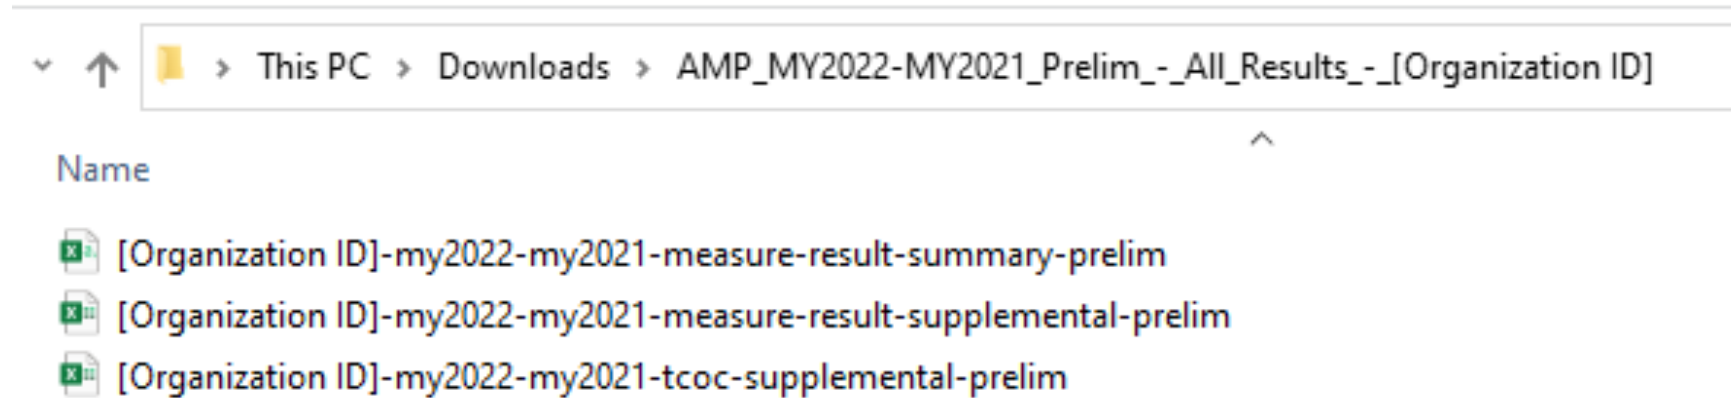 This PC > Downloads > AMP_MY2022-MY2021_Prelim_-_All_Results_-_[Organization ID]
Name
[Organization ID]-my2022-my2021-measure-result-summary-prelim
[Organization ID]-my2022-my2021-measure-result-supplemental-prelim
[Organization ID]-my2022-my2021-tcoc-supplemental-prelim